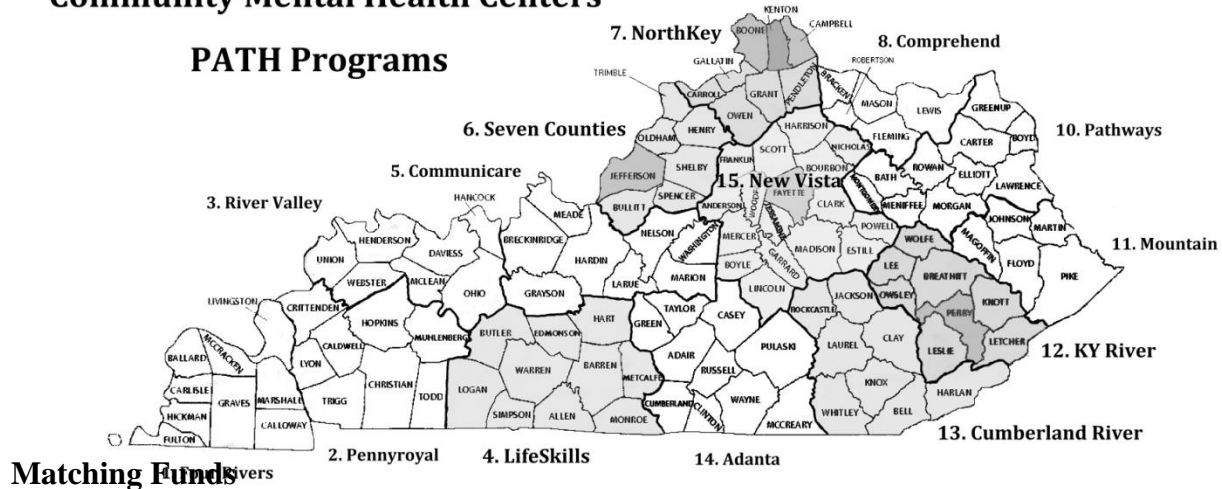 Community Mental Health Centers
PATH Programs
KENTON
BOONE
CAMPBELL
7. NorthKey
8. Comprehend
GALLATIN
ROBERTSON
TRIMBLE
CARROLL
GRANT
PENDLETON
BRACKEN
MASON
LEWIS
GREENUP
OWEN
6. Seven Counties
OLDHAM
HENRY
HARRISON
FLEMING
CARTER
BOYD
10. Pathways
SCOTT
NICHOLAS
ROWAN
JEFFERSON
SHELBY
FRANKLIN
BOURBON
BATH
ELLIOTT
5. Communicare
15. New Vista
FAYETTE
MONTGOMERY
LAWRENCE
SPENCER
BULLITT
ANDERSON
WOODF
CLARK
MENIFFEE
MORGAN
HANCOCK
3. River Valley
MEADE
NELSON
WASHINGTON
MERCER
JESSAMINE
POWELL
JOHNSON
MARTIN
HENDERSON
DAVIESS
BRECKINRIDGE
HARDIN
MADISON
ESTILL
WOLFE
MAGOFFIN
11. Mountain
UNION
BOYLE
GARRARD
LEE
FLOYD
WEBSTER
MCLEAN
OHIO
GRAYSON
LARUE
MARION
LINCOLN
BREATHITT
PIKE
LIVINGSTON
CRITTENDEN
HOPKINS
MUHLENBERG
BUTLER
EDMONSON
HART
GREEN
TAYLOR
CASEY
ROCKCASTLE
JACKSON
OWSLEY
PERRY
KNOTT
BALLARD
MCCRACKEN
LYON
CALDWELL
WARREN
BARREN
METCALFE
ADAIR
RUSSELL
PULASKI
LAUREL
CLAY
LESLIE
LETCHER
12. KY River
CARLISLE
GRAVES
MARSHALL
TRIGG
CHRISTIAN
TODD
LOGAN
SIMPSON
ALLEN
MONROE
CUMBERLAND
CLINTON
WAYNE
MCCREARY
WHITLEY
KNOX
BELL
HARLAN
HICKMAN
FULTON
CALLOWAY
13. Cumberland River
2. Pennyroyal
4. LifeSkills
14. Adanta
1. Four Rivers
Matching Funds